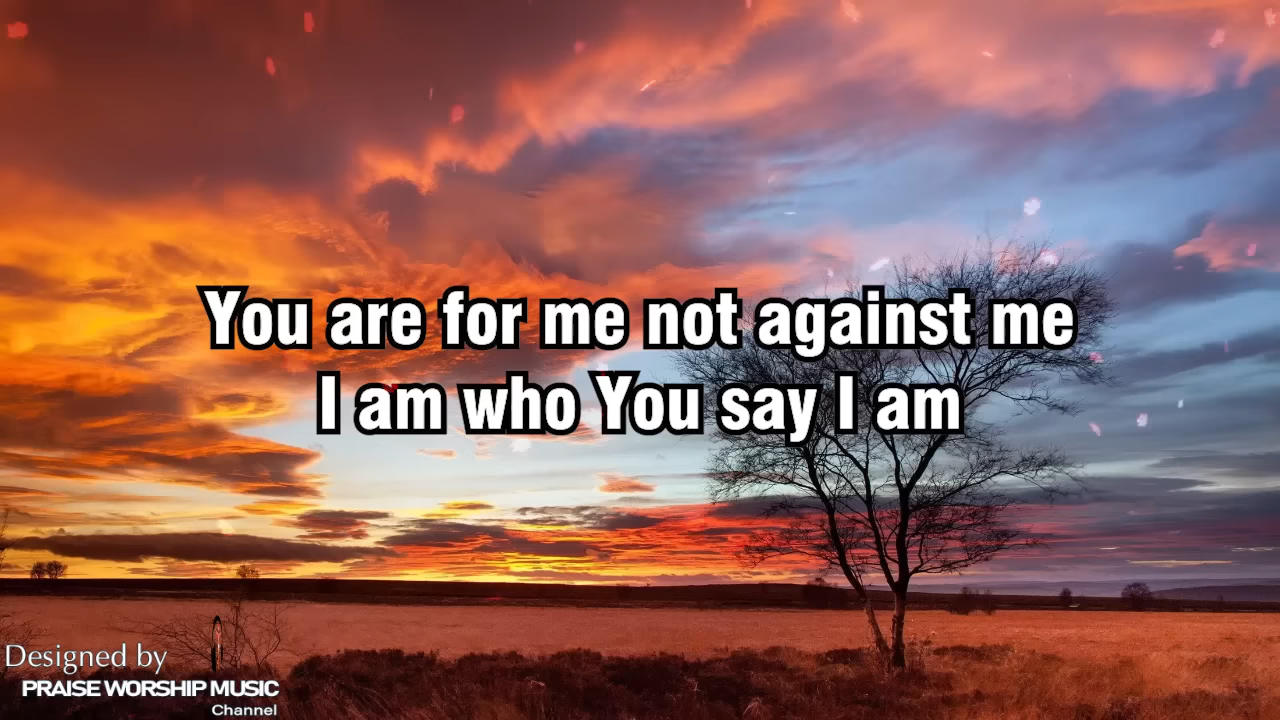 You are for me not against me
I am who You say I am
Designed by
PRAISE WORSHIP MUSIC
Channel